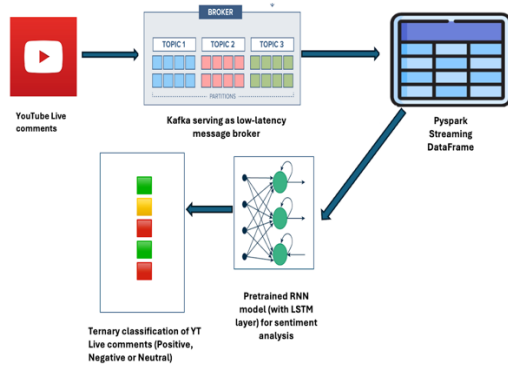 BROKER
TOPIC 1 TOPIC 2 TOPIC 3
PARTITIONS
YouTube Live
comments
Kafka serving as low-latency
message broker
Pyspark
Streaming
DataFrame
Pretrained RNN
model (with LSTM
layer) for sentiment
analysis
Ternary classification of YT
Live comments (Positive,
Negative or Neutral)